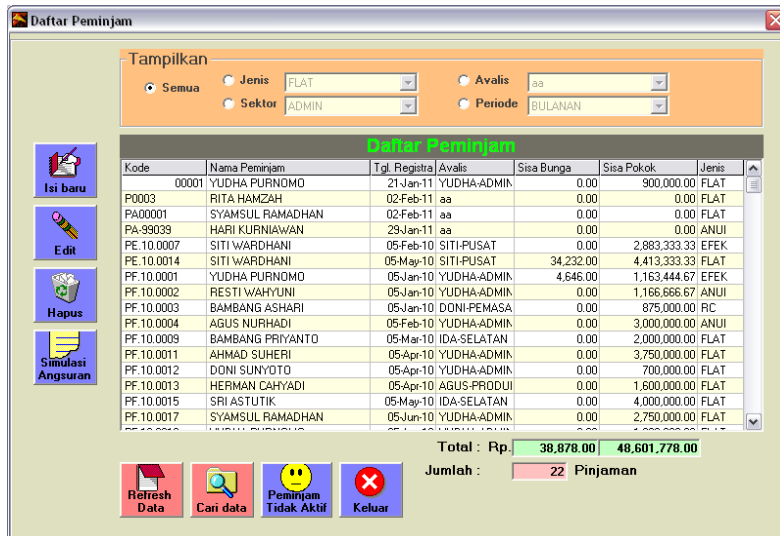 Daftar Peminjam
Tampilkan
Semua
Jenis FLAT
Avalis aa
Sektor ADMIN
Periode BULANAN
Daftar Peminjam
Isi baru
Edit
Hapus
Simulasi
Angsuran
Kode Nama Peminjam Tgl. Registra Avalis Sisa Bunga Sisa Pokok Jenis
00001 YUDHA PURNOMO 21-Jan-11 YUDHA-ADMIN 0.00 900,000.00 FLAT
P0003 RITA HAMZAH 02-Feb-11 aa 0.00 0.00 FLAT
PA00001 SYAMSUL RAMADHAN 02-Feb-11 aa 0.00 0.00 FLAT
PA-99039 HARI KURNIAWAN 29-Jan-11 aa 0.00 0.00 ANUI
PE.10.0007 SITI WARDHANI 05-Feb-10 SITI-PUSAT 0.00 2,883,333.33 EFEK
PE.10.0014 SITI WARDHANI 05-May-10 SITI-PUSAT 34,232.00 4,413,333.33 FLAT
PF.10.0001 YUDHA PURNOMO 05-Jan-10 YUDHA-ADMIN 4,646.00 1,163,444.67 EFEK
PF.10.0002 RESTI WAHYUNI 05-Jan-10 YUDHA-ADMIN 0.00 1,166,666.67 ANUI
PF.10.0003 BAMBANG ASHARI 05-Jan-10 DONI-PEMASA 0.00 875,000.00 RC
PF.10.0004 AGUS NURHADI 05-Feb-10 YUDHA-ADMIN 0.00 3,000,000.00 ANUI
PF.10.0009 BAMBANG PRIYANTO 05-Mar-10 IDA-SELATAN 0.00 2,000,000.00 FLAT
PF.10.0011 AHMAD SUHERI 05-Apr-10 YUDHA-ADMIN 0.00 3,750,000.00 FLAT
PF.10.0012 DONI SUNYOTO 05-Apr-10 YUDHA-ADMIN 0.00 700,000.00 FLAT
PF.10.0013 HERMAN CAHYADI 05-Apr-10 AGUS-PRODUI 0.00 1,600,000.00 FLAT
PF.10.0015 SRI ASTUTIK 05-May-10 IDA-SELATAN 0.00 4,000,000.00 FLAT
PF.10.0017 SYAMSUL RAMADHAN 05-Jun-10 YUDHA-ADMIN 0.00 2,750,000.00 FLAT
Total : Rp. 38,878.00 48,601,778.00
Jumlah : 22 Pinjaman
Refresh
Data
Cari data
Peminjam
Tidak Aktif
Keluar